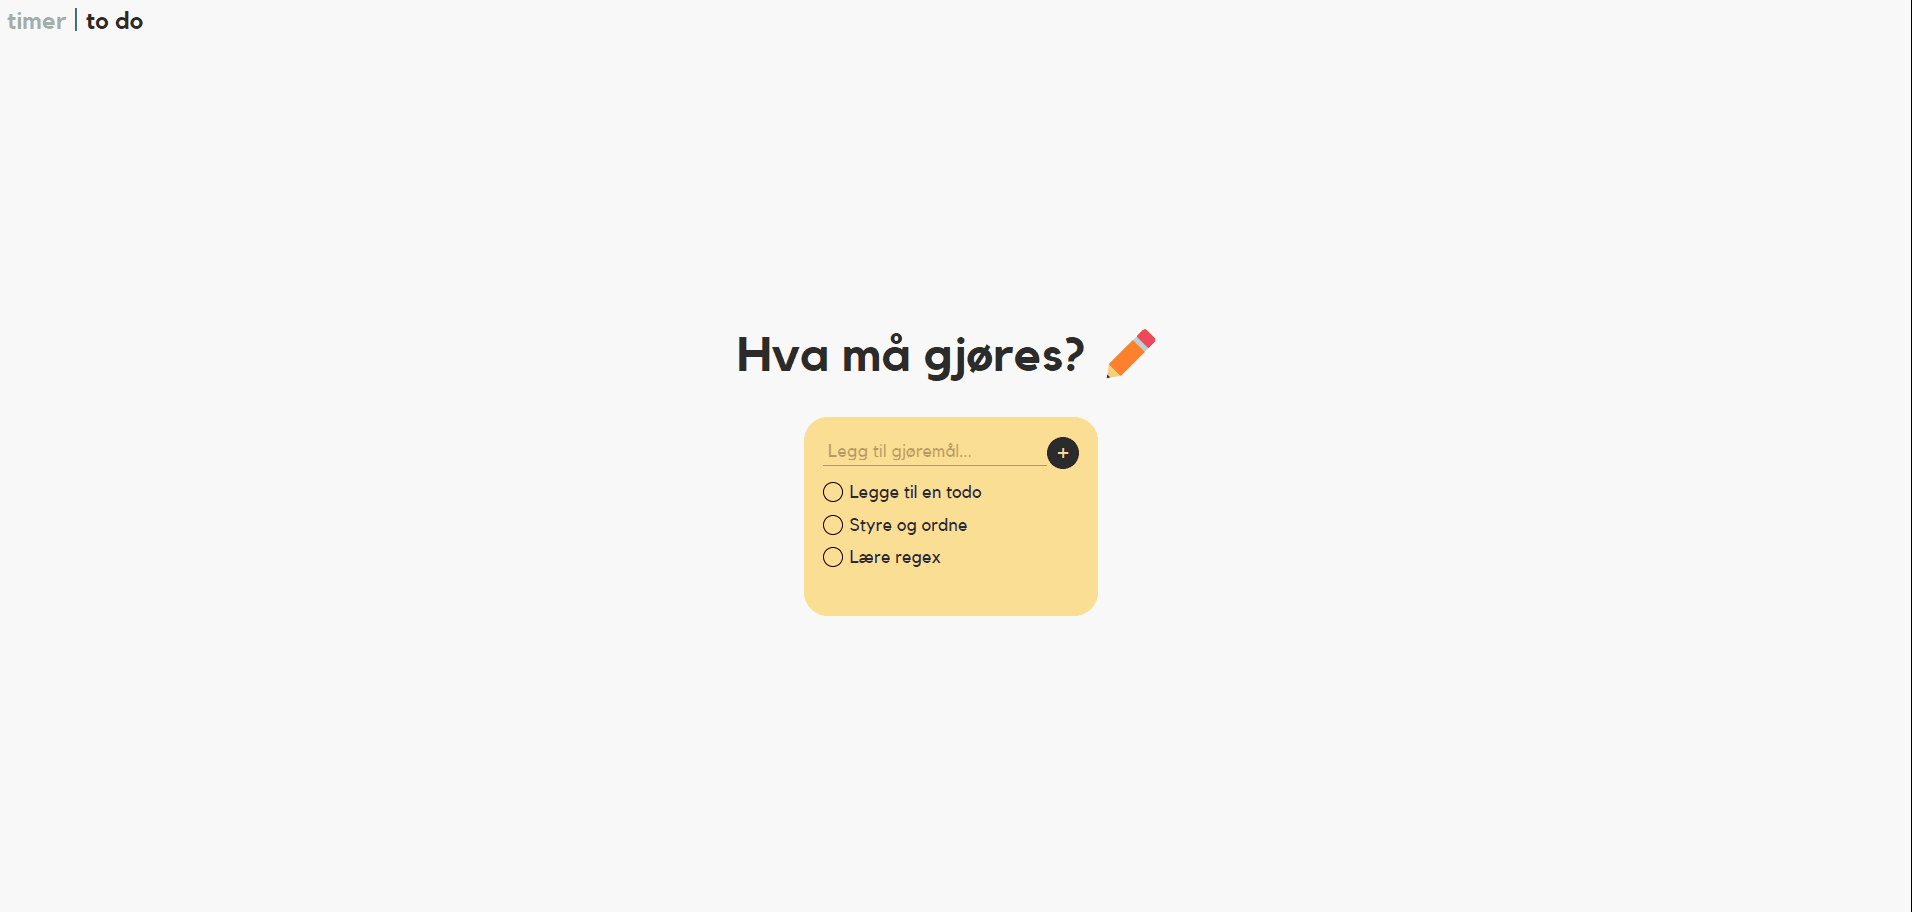 timer | to do
Hva må gjøres?
Legg til gjøremål...
+
Legge til en todo
Styre og ordne
Lære regex